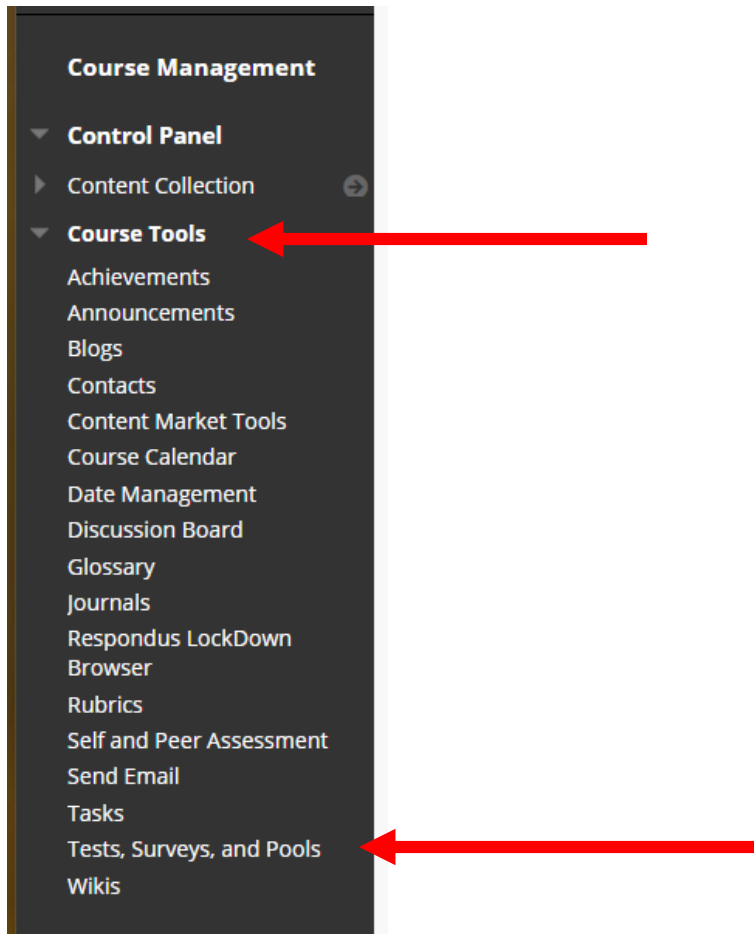 Course Management
Control Panel
Content Collection
Course Tools
Achievements
Announcements
Blogs
Contacts
Content Market Tools
Course Calendar
Date Management
Discussion Board
Glossary
Journals
Respondus LockDown
Browser
Rubrics
Self and Peer Assessment
Send Email
Tasks
Tests, Surveys, and Pools
Wikis